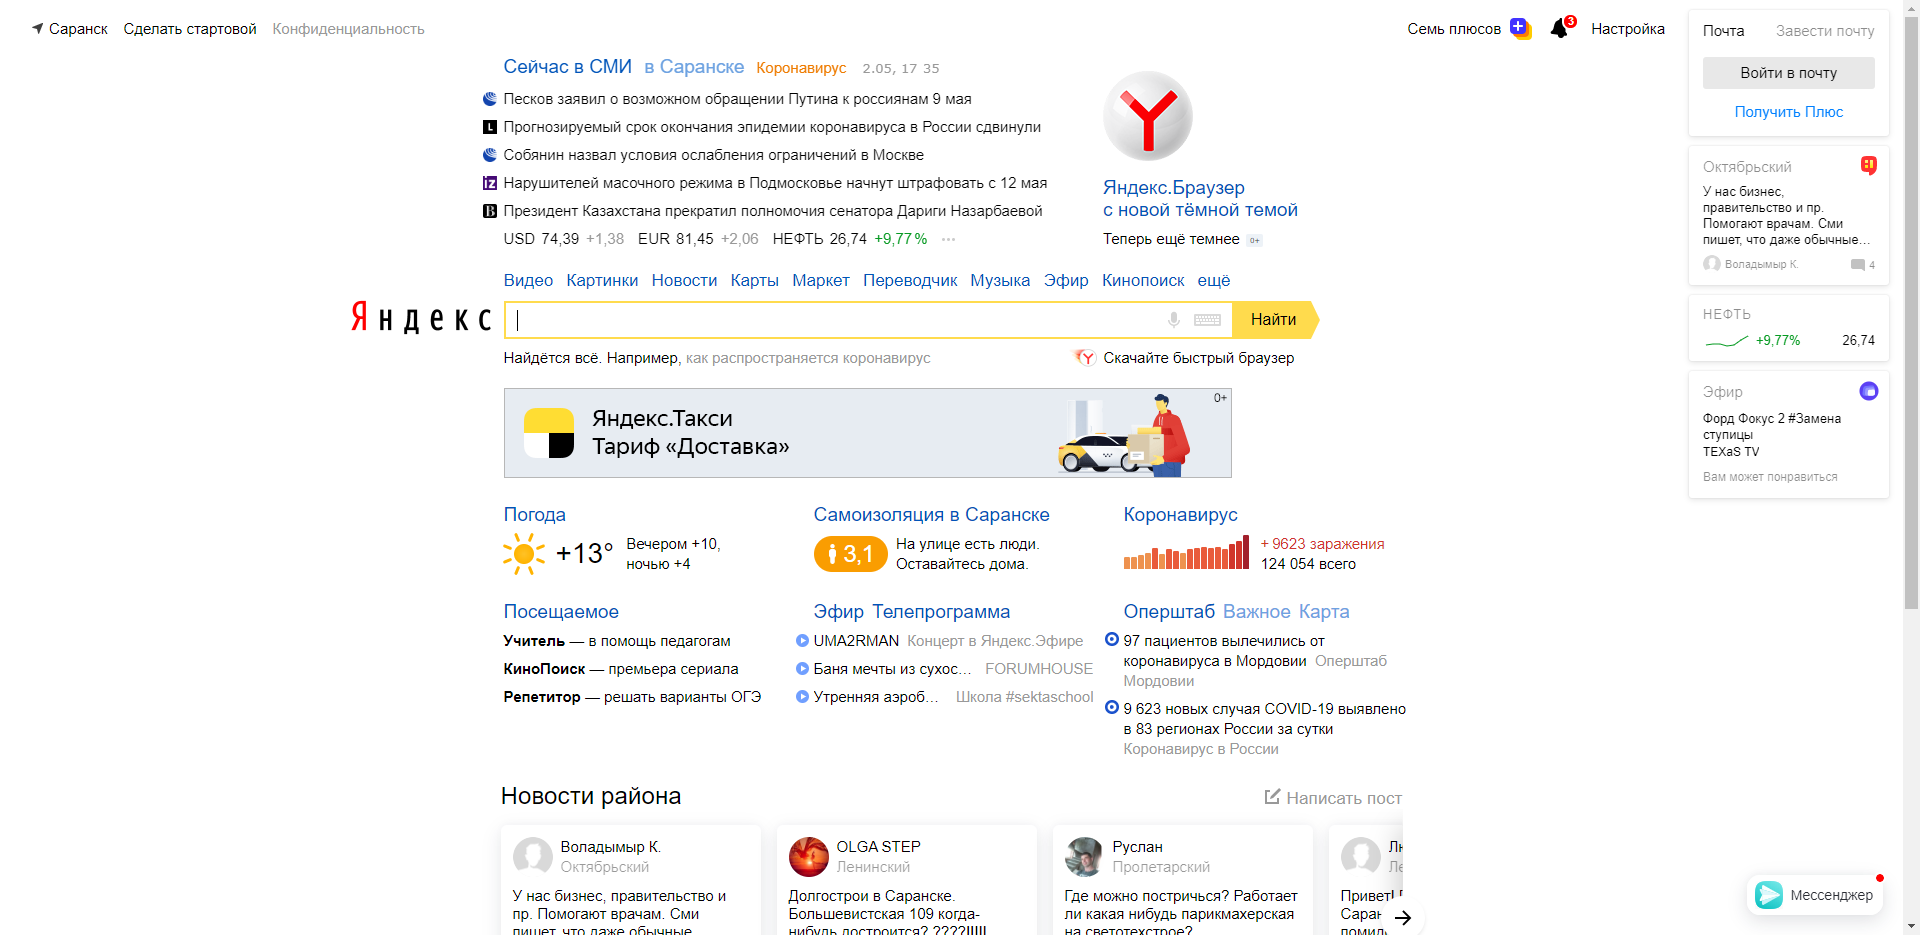 Саранск Сделать стартовой Конфиденциальность
Семь плюсов 3 Настройка
Сейчас в СМИ в Саранске Коронавирус 2.05, 17 35
Песков заявил о возможном обращении Путина к россиянам 9 мая
L Прогнозируемый срок окончания эпидемии коронавируса в России сдвинули
Собянин назвал условия ослабления ограничений в Москве
iz Нарушителей масочного режима в Подмосковье начнут штрафовать с 12 мая
B Президент Казахстана прекратил полномочия сенатора Дариги Назарбаевой
USD 74,39 +1,38 EUR 81,45 +2,06 НЕФТЬ 26,74 +9,77% ···
Яндекс.Браузер
с новой тёмной темой
Теперь ещё темнее 0+
Видео Картинки Новости Карты Маркет Переводчик Музыка Эфир Кинопоиск ещё
Яндекс
Найти
Найдётся всё. Например, как распространяется коронавирус
Скачайте быстрый браузер
Яндекс.Такси
Тариф «Доставка»
0+
Погода
+13°
Вечером +10,
ночью +4
Самоизоляция в Саранске
3,1
На улице есть люди.
Оставайтесь дома.
Коронавирус
+ 9623 заражения
124 054 всего
Посещаемое
Учитель — в помощь педагогам
КиноПоиск — премьера сериала
Репетитор — решать варианты ОГЭ
Эфир Телепрограмма
UMA2RMAN Концерт в Яндекс.Эфире
Баня мечты из сухос... FORUMHOUSE
Утренняя аэроб... Школа #sektaschool
Оперштаб Важное Карта
97 пациентов вылечились от
коронавируса в Мордовии Оперштаб
Мордовии
9 623 новых случая COVID-19 выявлено
в 83 регионах России за сутки
Коронавирус в России
Новости района
Написать пост
Воладымыр К.
Октябрьский
У нас бизнес, правительство и
пр. Помогают врачам. Сми
пишет, что даже обычные
OLGA STEP
Ленинский
Долгострои в Саранске.
Большевистская 109 когда-
нибудь достроится? ????!!!!!
Руслан
Пролетарский
Где можно постричься? Работает
ли какая нибудь парикмахерская
на светотехстрое?
Привет!
Почта Завести почту
Войти в почту
Получить Плюс
Октябрьский
У нас бизнес,
правительство и пр.
Помогают врачам. Сми
пишет, что даже обычные...
Воладымыр К. 4
НЕФТЬ
+9,77% 26,74
Эфир
Форд Фокус 2 #Замена
ступицы
TEXaS TV
Вам может понравиться
Мессенджер